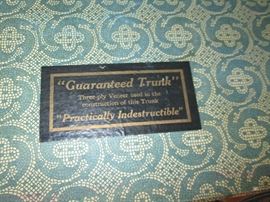 "Guaranteed Trunk"
Three-ply Veneer used in the
construction of this Trunk
"Practically Indestructible"